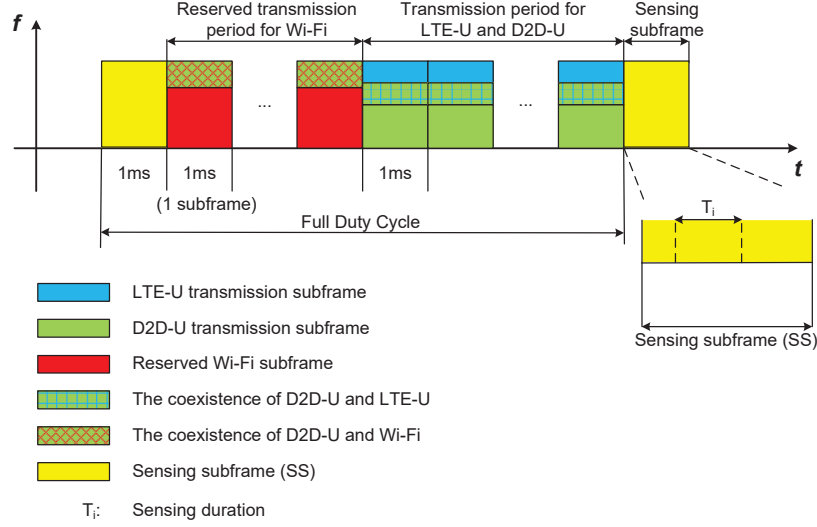 Reserved transmission
period for Wi-Fi
Transmission period for
LTE-U and D2D-U
Sensing
subframe
f
...
...
t
1ms
1ms
1ms
(1 subframe)
Full Duty Cycle
Ti
Sensing subframe (SS)
LTE-U transmission subframe
D2D-U transmission subframe
Reserved Wi-Fi subframe
The coexistence of D2D-U and LTE-U
The coexistence of D2D-U and Wi-Fi
Sensing subframe (SS)
Ti: Sensing duration